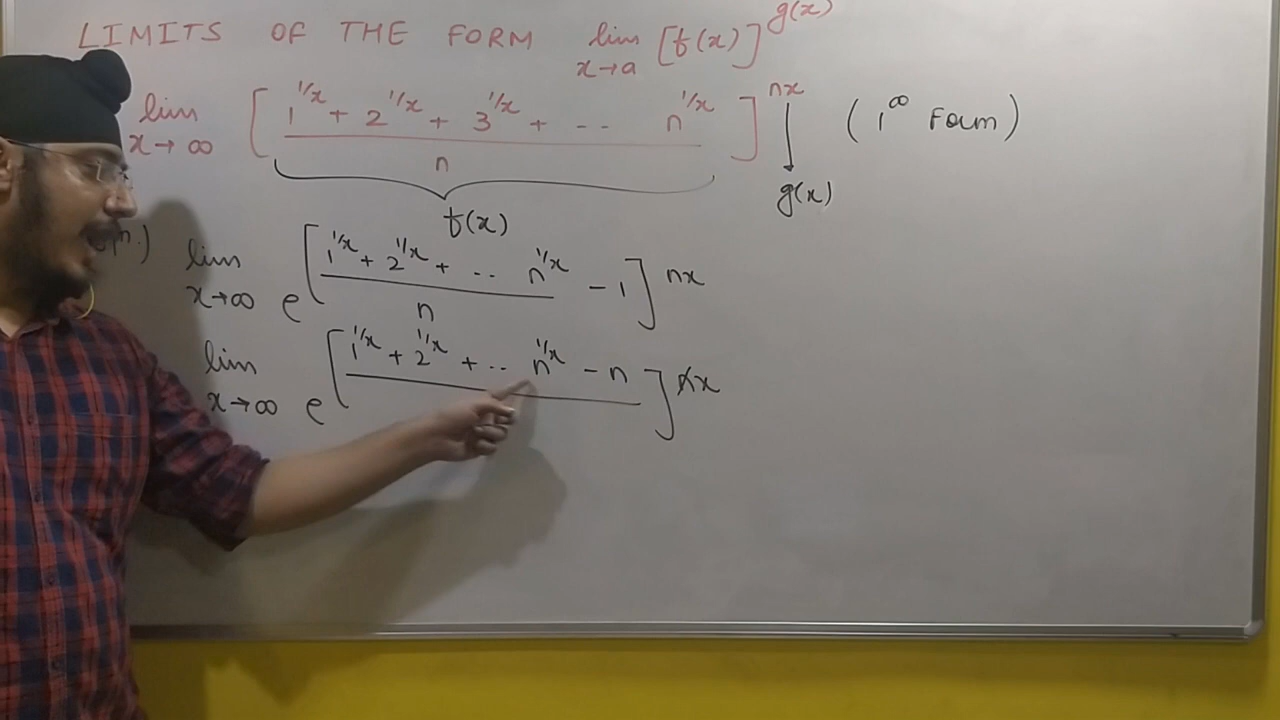 LIMITS OF THE FORM lim x→a [f(x)]^g(x)
lim x→∞ [ (1^1/x + 2^1/x + 3^1/x + -- n^1/x) / n ]^nx (1^∞ Form)
f(x) g(x)
lim x→∞ e^[ (1^1/x + 2^1/x + -- n^1/x) / n - 1 ] nx
lim x→∞ e^[ (1^1/x + 2^1/x + -- n^1/x - n) / ] nx